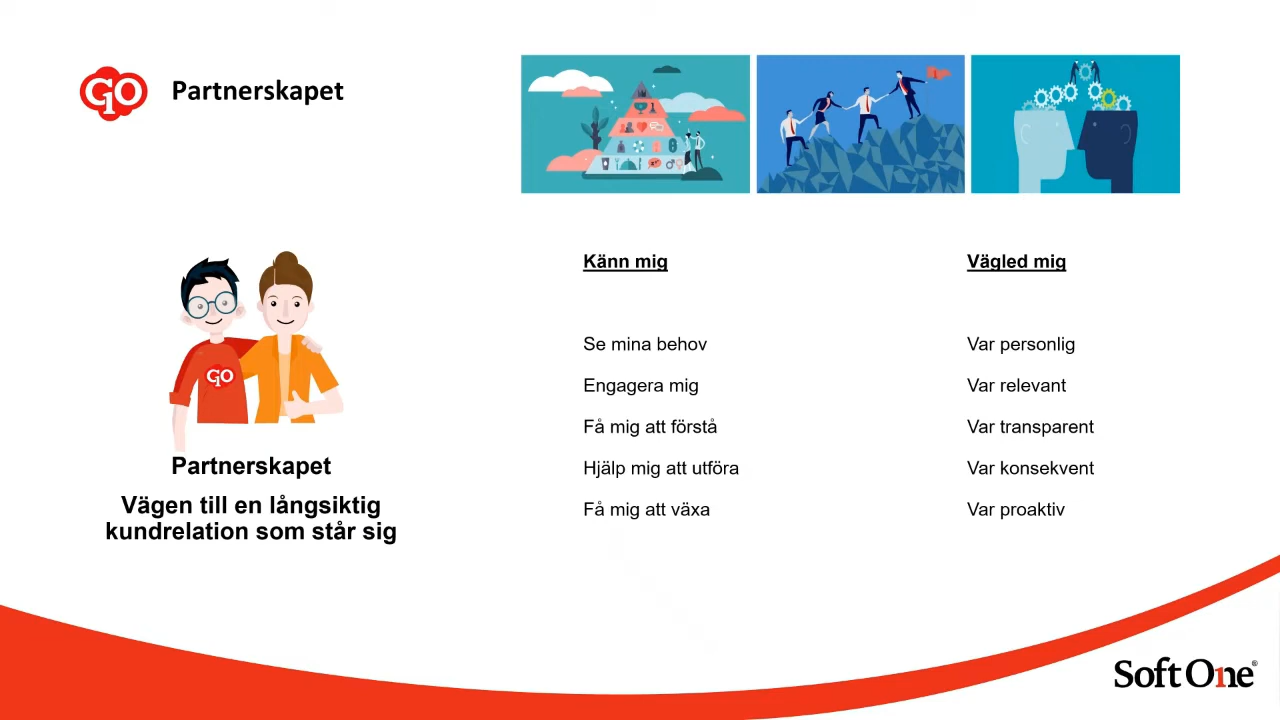 GO
Partnerskapet
GO
Partnerskapet
Vägen till en långsiktig
kundrelation som står sig
Känn mig
Se mina behov
Engagera mig
Få mig att förstå
Hjälp mig att utföra
Få mig att växa
Vägled mig
Var personlig
Var relevant
Var transparent
Var konsekvent
Var proaktiv
Soft One®